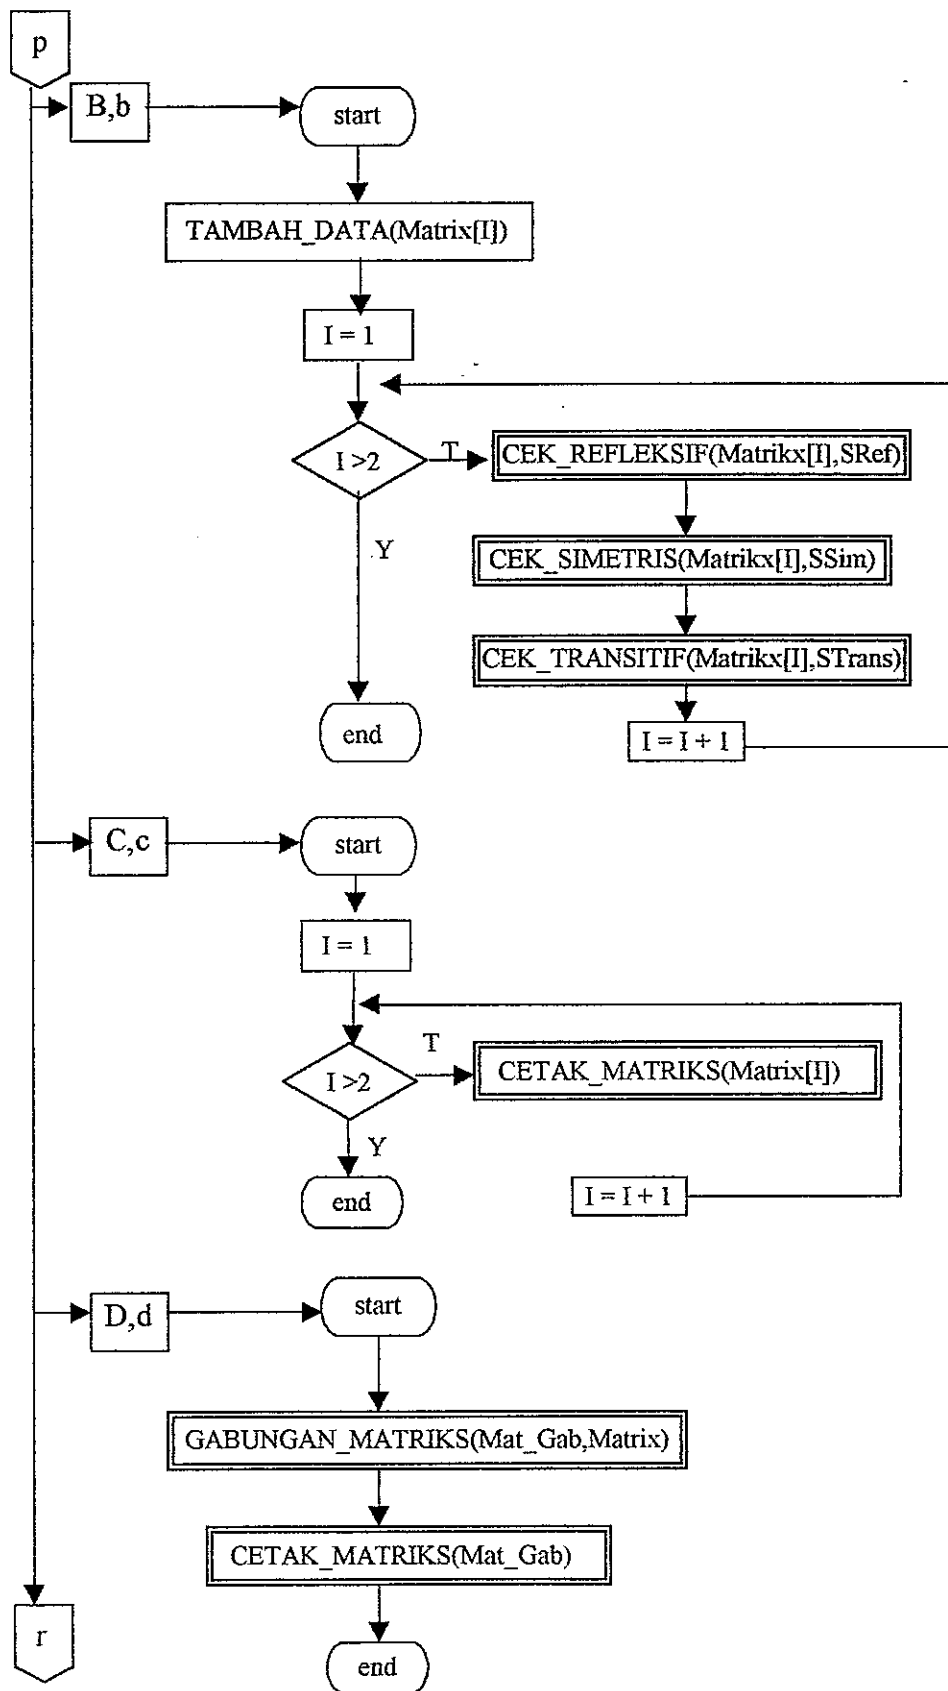 p
B,b
start
TAMBAH_DATA(Matrix[I])
I = 1
I >2
T
CEK_REFLEKSIF(Matrikx[I],SRef)
Y
CEK_SIMETRIS(Matrikx[I],SSim)
CEK_TRANSITIF(Matrikx[I],STrans)
end
I = I + 1
C,c
start
I = 1
I >2
T
CETAK_MATRIKS(Matrix[I])
Y
end
I = I + 1
D,d
start
GABUNGAN_MATRIKS(Mat_Gab,Matrix)
CETAK_MATRIKS(Mat_Gab)
r
end